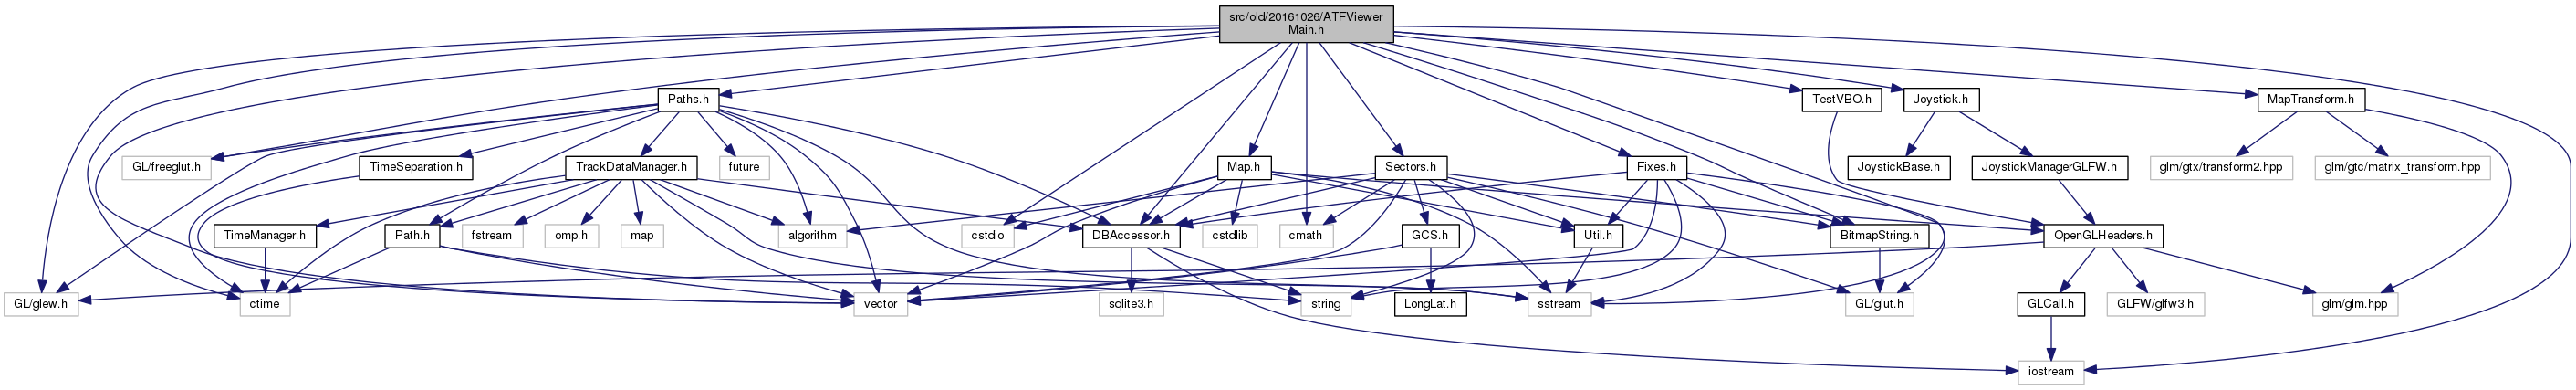 src/old/20161026/ATFViewer
Main.h
Paths.h
TestVBO.h
Joystick.h
MapTransform.h
GL/freeglut.h
TimeSeparation.h
TrackDataManager.h
future
Map.h
Sectors.h
Fixes.h
JoystickBase.h
JoystickManagerGLFW.h
glm/gtx/transform2.hpp
glm/gtc/matrix_transform.hpp
TimeManager.h
Path.h
fstream
omp.h
map
algorithm
cstdio
DBAccessor.h
cstdlib
cmath
GCS.h
Util.h
BitmapString.h
OpenGLHeaders.h
GL/glew.h
ctime
vector
sqlite3.h
string
LongLat.h
sstream
GL/glut.h
GLCall.h
GLFW/glfw3.h
glm/glm.hpp
iostream